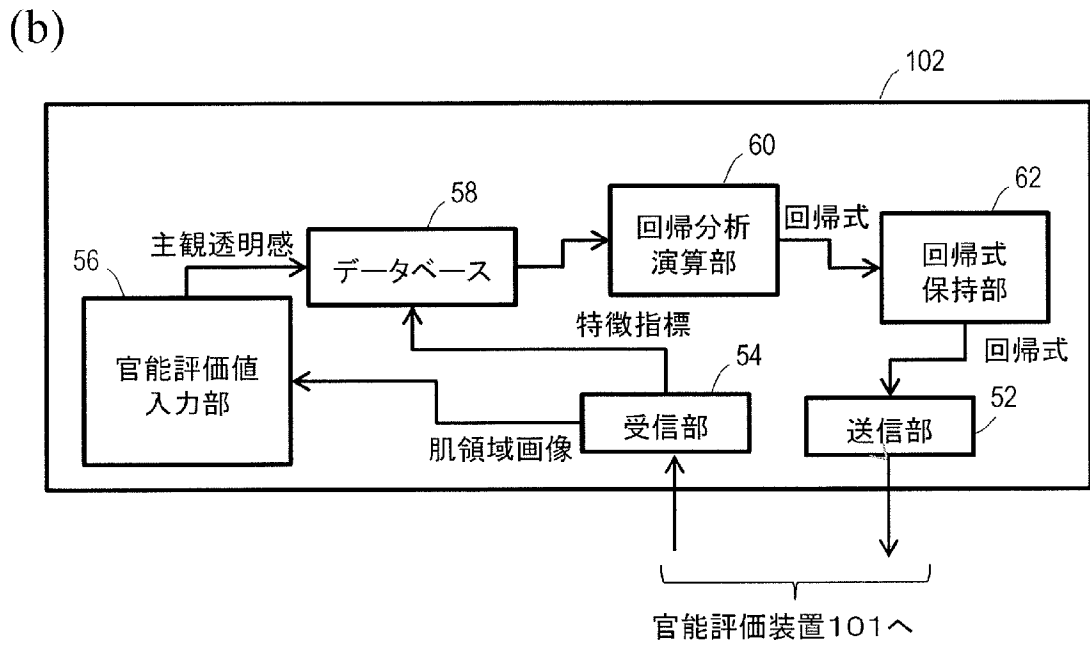 (b)
102
60
62
58
回帰分析
演算部
回帰式
回帰式
保持部
主観透明感
56
データベース
特徴指標
回帰式
官能評価値
入力部
54
52
受信部
送信部
肌領域画像
官能評価装置101へ